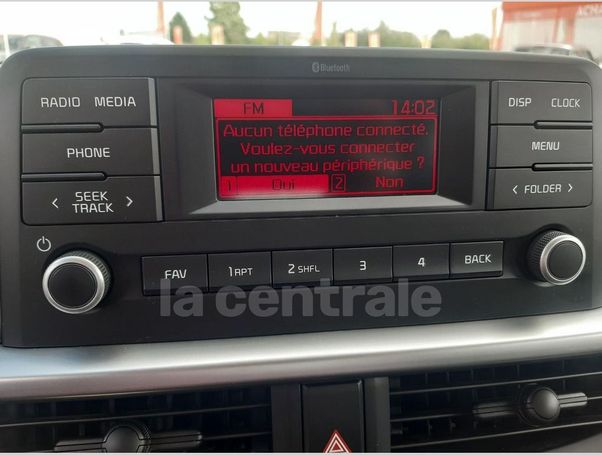 ACMA
Bluetooth
RADIO MEDIA
FM 14:02
DISP CLOCK
Aucun téléphone connecté.
Voulez-vous connecter
un nouveau périphérique ?
1 Oui 2 Non
PHONE
MENU
< SEEK TRACK >
< FOLDER >
FAV 1 RPT 2 SHFL 3 4 BACK
la centrale